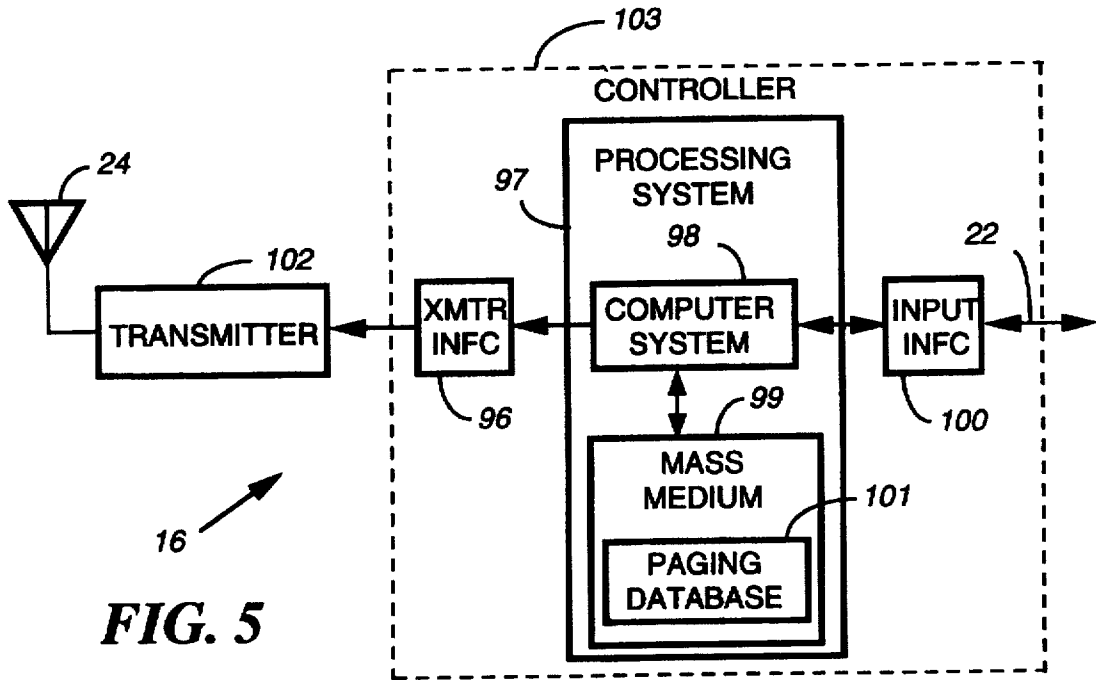 103
CONTROLLER
24
97
PROCESSING
SYSTEM
98
22
102
TRANSMITTER
XMTR
INFC
COMPUTER
SYSTEM
INPUT
INFC
96
99
100
MASS
MEDIUM
101
16
PAGING
DATABASE
FIG. 5